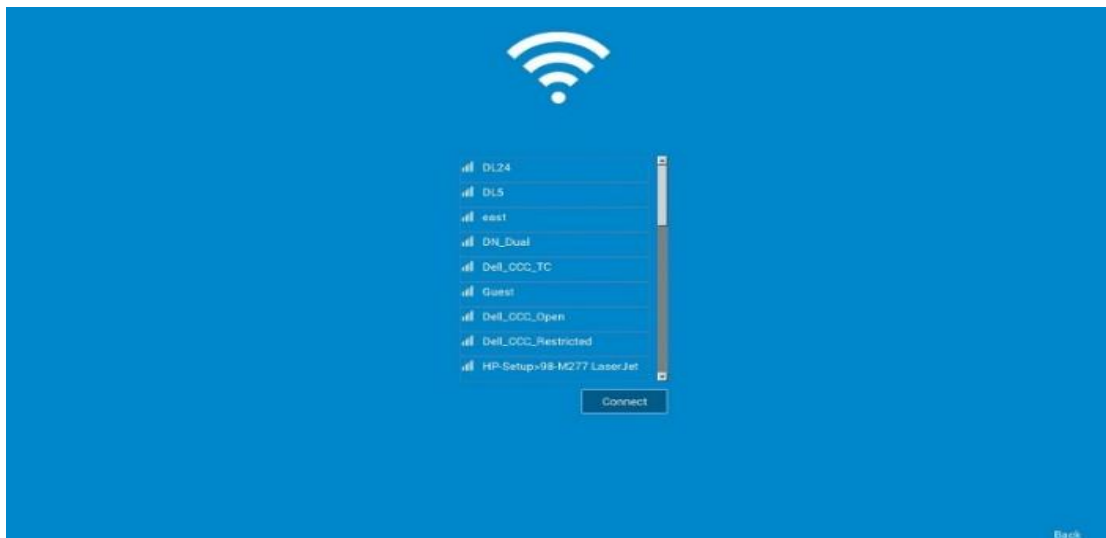 DL24
DL5
east
DN_Dual
Dell_CCC_TC
Guest
Dell_CCC_Open
Dell_CCC_Restricted
HP-Setup>98-M277 LaserJet
Connect
Back